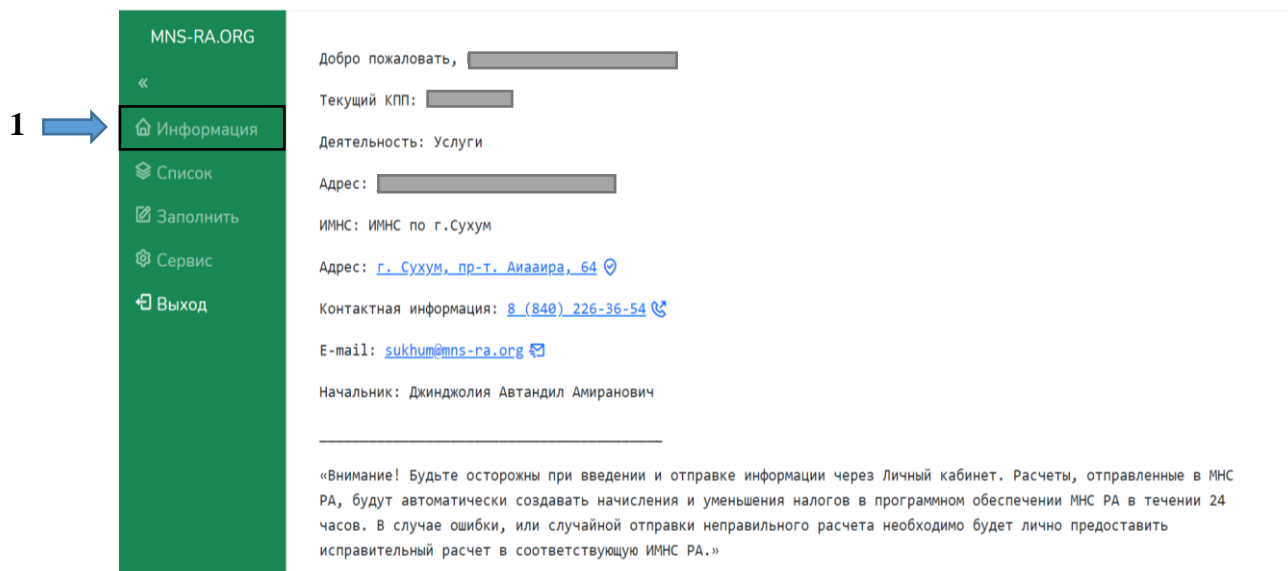 MNS-RA.ORG
«
1
Информация
Список
Заполнить
Сервис
Выход
Добро пожаловать,
Текущий КПП:
Деятельность: Услуги
Адрес:
ИМНС: ИМНС по г.Сухум
Адрес: г. Сухум, пр-т. Аиааира, 64
Контактная информация: 8 (840) 226-36-54
E-mail: sukhum@mns-ra.org
Начальник: Джинджолия Автандил Амиранович
«Внимание! Будьте осторожны при введении и отправке информации через Личный кабинет. Расчеты, отправленные в МНС
РА, будут автоматически создавать начисления и уменьшения налогов в программном обеспечении МНС РА в течении 24
часов. В случае ошибки, или случайной отправки неправильного расчета необходимо будет лично предоставить
исправительный расчет в соответствующую ИМНС РА.»